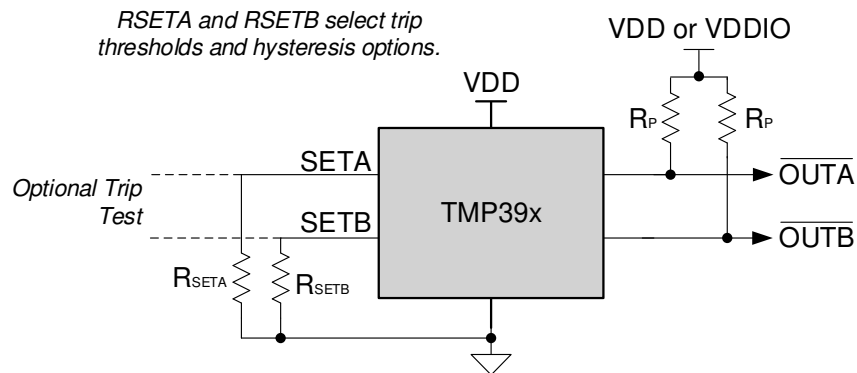 RSETA and RSETB select trip
thresholds and hysteresis options.
VDD or VDDIO
VDD
RP
RP
SETA
OUTA
Optional Trip
Test
TMP39x
SETB
OUTB
RSETA
RSETB